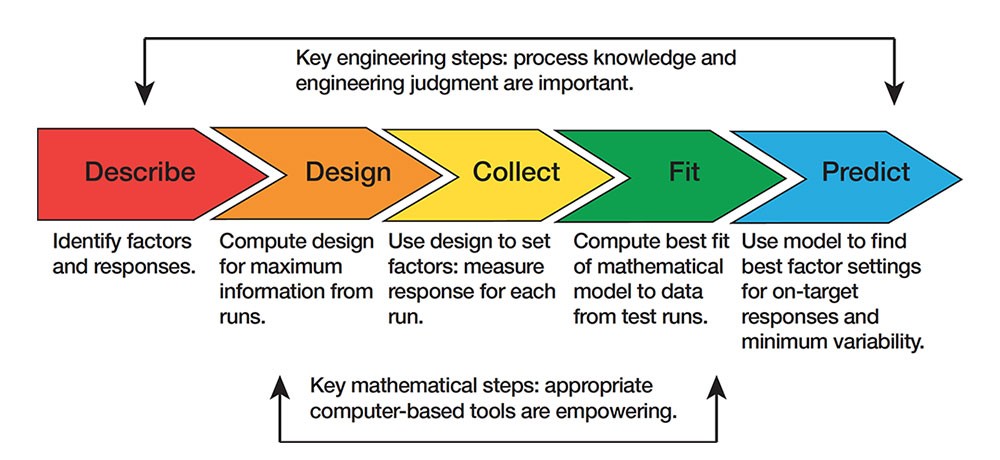 Key engineering steps: process knowledge and
engineering judgment are important.
Describe
Design
Collect
Fit
Predict
Identify factors
and responses.
Compute design
for maximum
information from
runs.
Use design to set
factors: measure
response for each
run.
Compute best fit
of mathematical
model to data
from test runs.
Use model to find
best factor settings
for on-target
responses and
minimum variability.
Key mathematical steps: appropriate
computer-based tools are empowering.